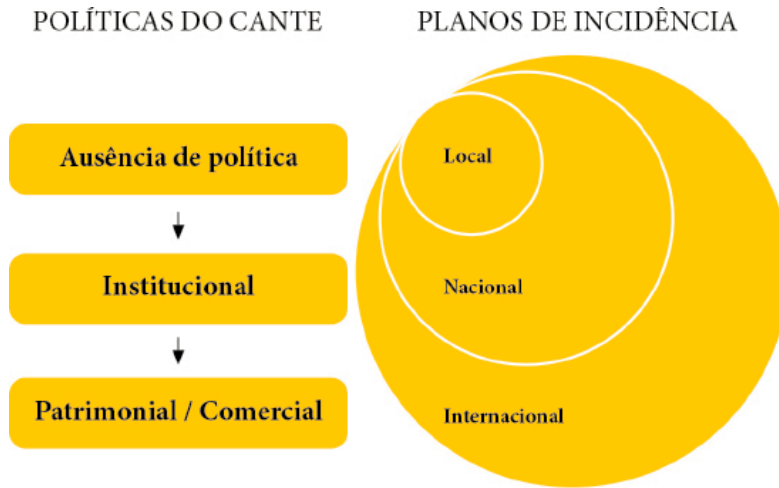 POLÍTICAS DO CANTE
PLANOS DE INCIDÊNCIA
Ausência de política
Institucional
Patrimonial / Comercial
Local
Nacional
Internacional